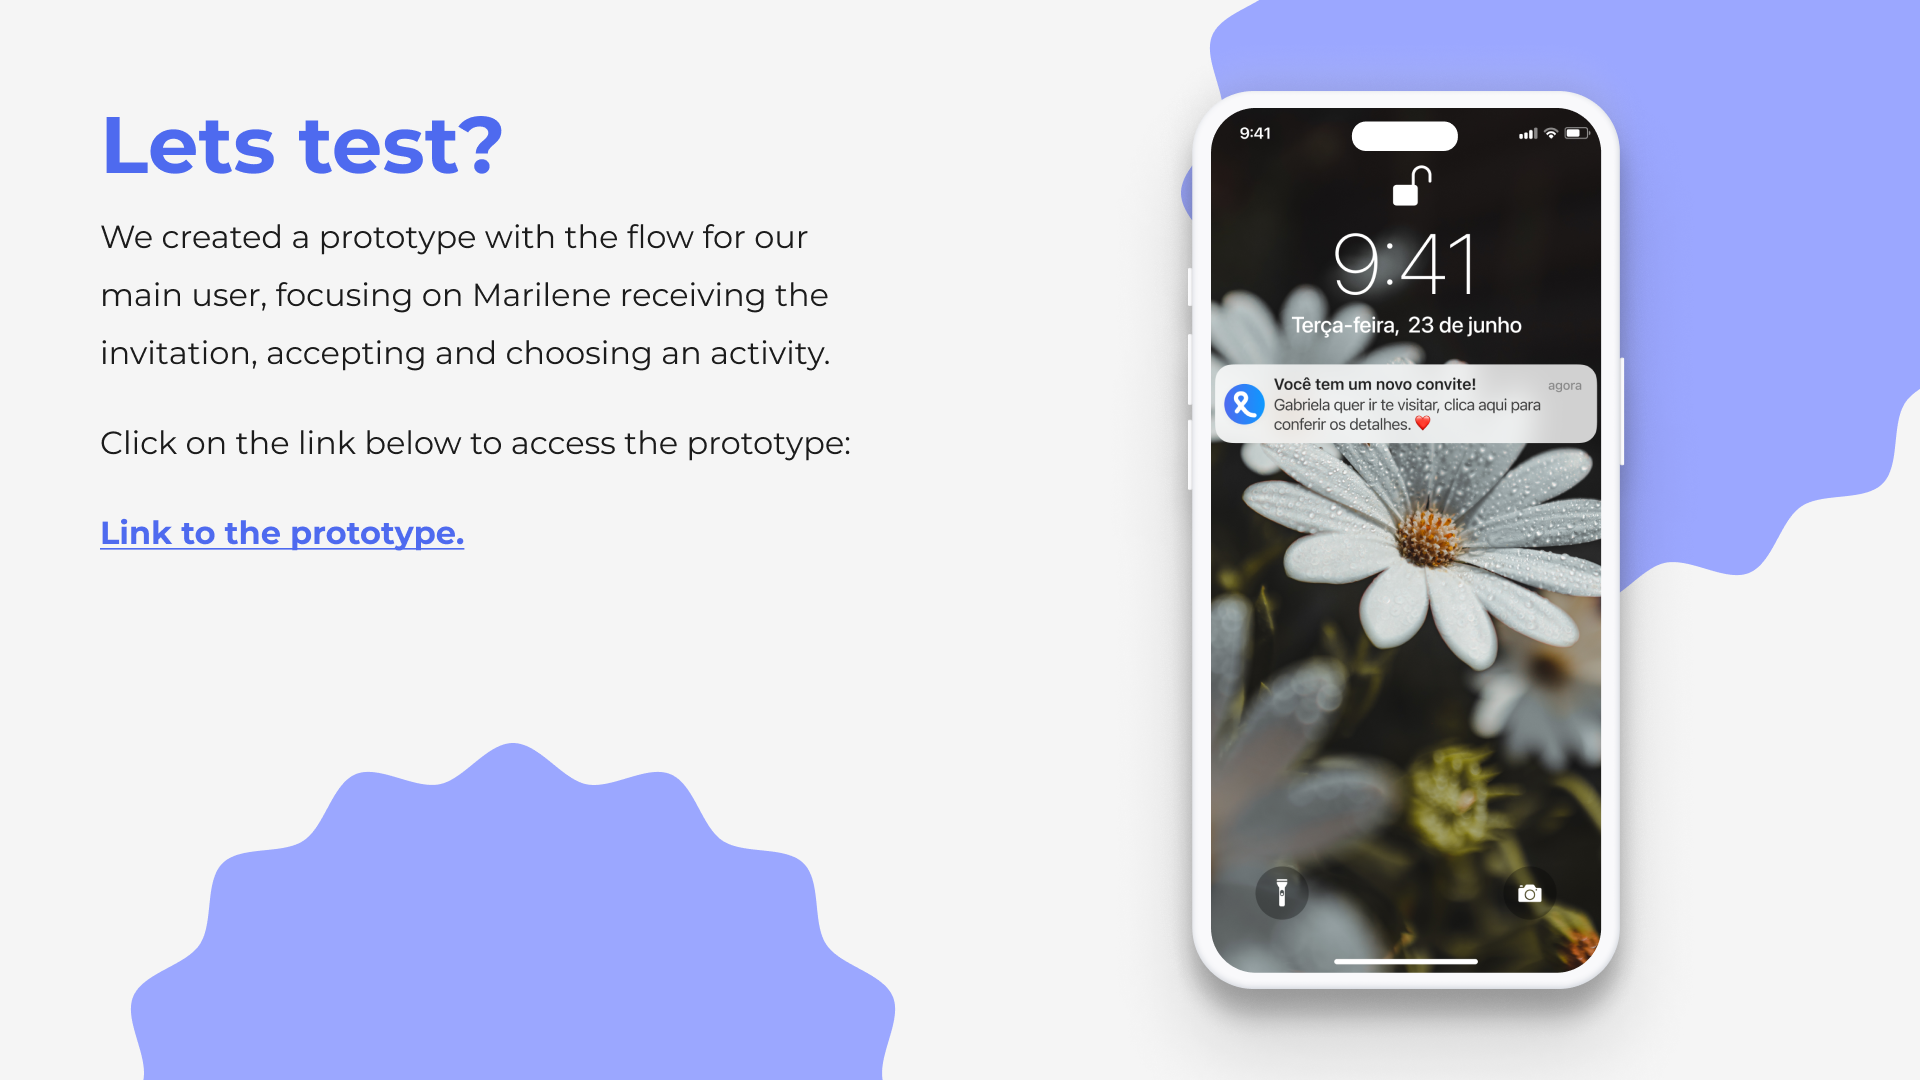 Lets test?
We created a prototype with the flow for our
main user, focusing on Marilene receiving the
invitation, accepting and choosing an activity.
Click on the link below to access the prototype:
Link to the prototype.
9:41
9:41
Terça-feira, 23 de junho
Você tem um novo convite! agora
Gabriela quer ir te visitar, clica aqui para
conferir os detalhes. ❤️